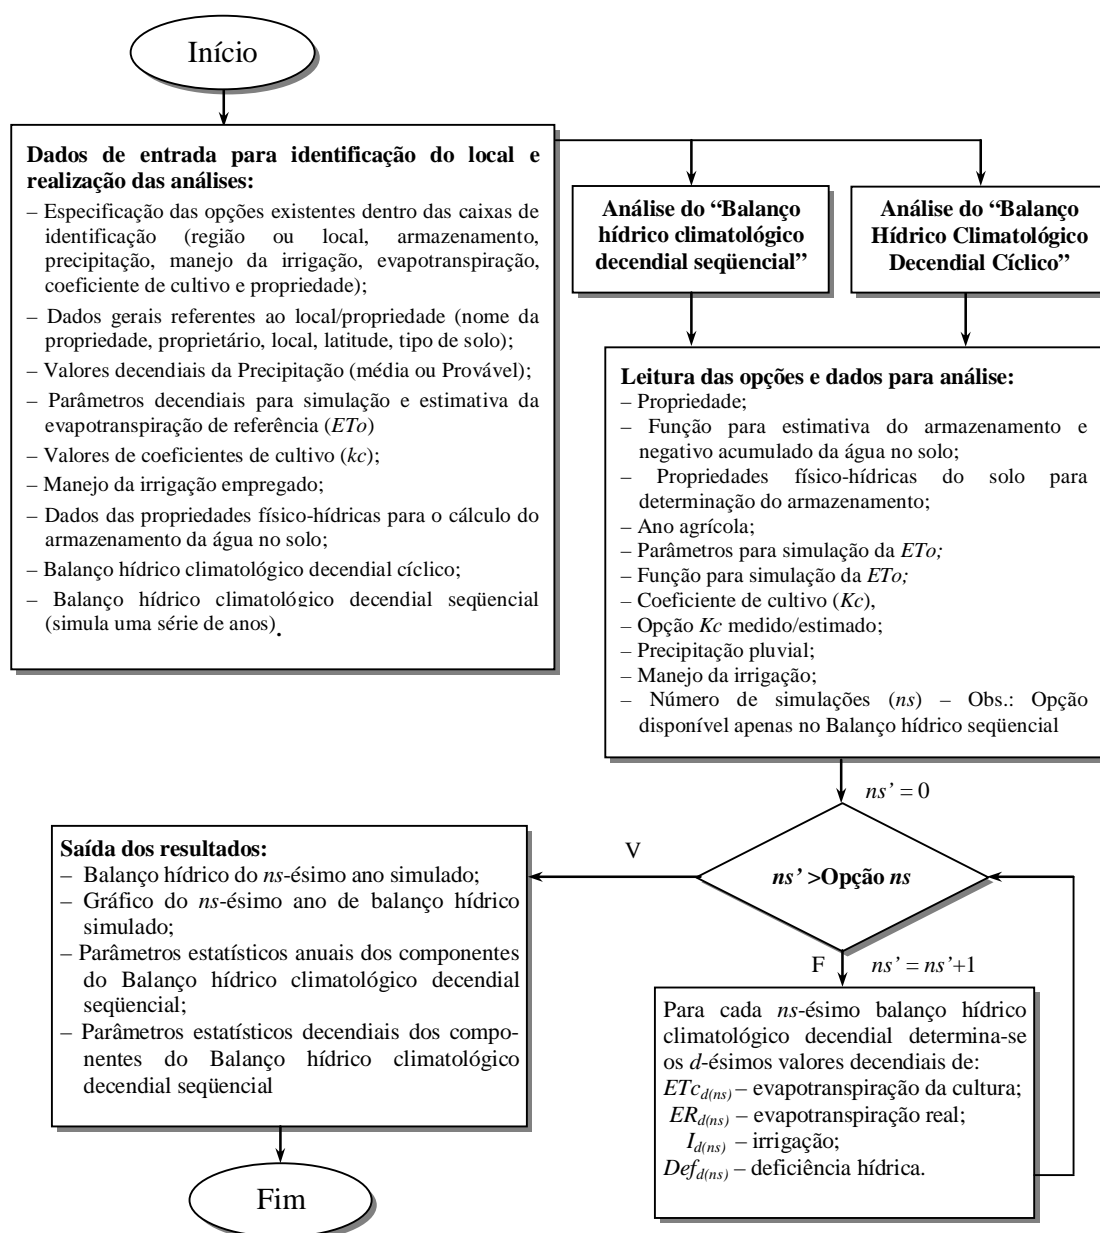 Início
Dados de entrada para identificação do local e
realização das análises:
– Especificação das opções existentes dentro das caixas de
identificação (região ou local, armazenamento,
precipitação, manejo da irrigação, evapotranspiração,
coeficiente de cultivo e propriedade);
– Dados gerais referentes ao local/propriedade (nome da
propriedade, proprietário, local, latitude, tipo de solo);
– Valores decendiais da Precipitação (média ou Provável);
– Parâmetros decendiais para simulação e estimativa da
evapotranspiração de referência (ETo)
– Valores de coeficientes de cultivo (kc);
– Manejo da irrigação empregado;
– Dados das propriedades físico-hídricas para o cálculo do
armazenamento da água no solo;
– Balanço hídrico climatológico decendial cíclico;
– Balanço hídrico climatológico decendial seqüencial
(simula uma série de anos).
Análise do “Balanço
hídrico climatológico
decendial seqüencial”
Análise do “Balanço
Hídrico Climatológico
Decendial Cíclico”
Leitura das opções e dados para análise:
– Propriedade;
– Função para estimativa do armazenamento e
negativo acumulado da água no solo;
– Propriedades físico-hídricas do solo para
determinação do armazenamento;
– Ano agrícola;
– Parâmetros para simulação da ETo;
– Função para simulação da ETo;
– Coeficiente de cultivo (Kc),
– Opção Kc medido/estimado;
– Precipitação pluvial;
– Manejo da irrigação;
– Número de simulações (ns) – Obs.: Opção
disponível apenas no Balanço hídrico seqüencial
ns’ = 0
ns’ >Opção ns
V
F
ns’ = ns’+1
Para cada ns-ésimo balanço hídrico
climatológico decendial determina-se
os d-ésimos valores decendiais de:
ETc d(ns) – evapotranspiração da cultura;
ER d(ns) – evapotranspiração real;
I d(ns) – irrigação;
Def d(ns) – deficiência hídrica.
Saída dos resultados:
– Balanço hídrico do ns-ésimo ano simulado;
– Gráfico do ns-ésimo ano de balanço hídrico
simulado;
– Parâmetros estatísticos anuais dos componentes
do Balanço hídrico climatológico decendial
seqüencial;
– Parâmetros estatísticos decendiais dos compo-
nentes do Balanço hídrico climatológico
decendial seqüencial
Fim